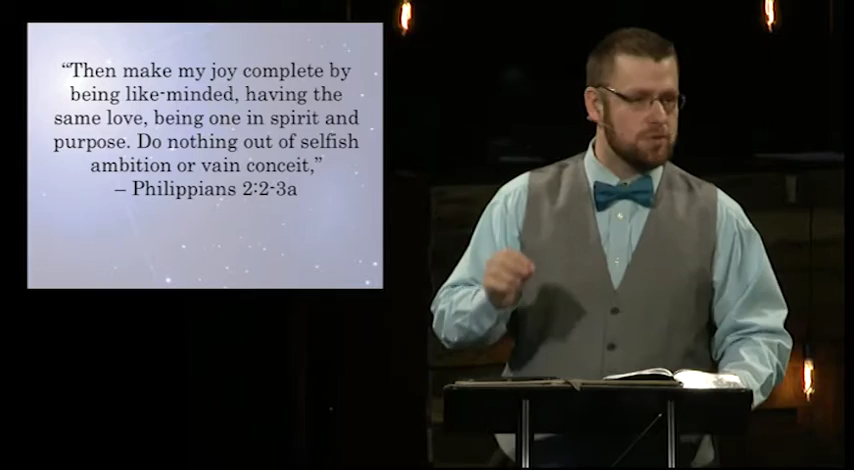 “Then make my joy complete by
being like-minded, having the
same love, being one in spirit and
purpose. Do nothing out of selfish
ambition or vain conceit,”
– Philippians 2:2-3a